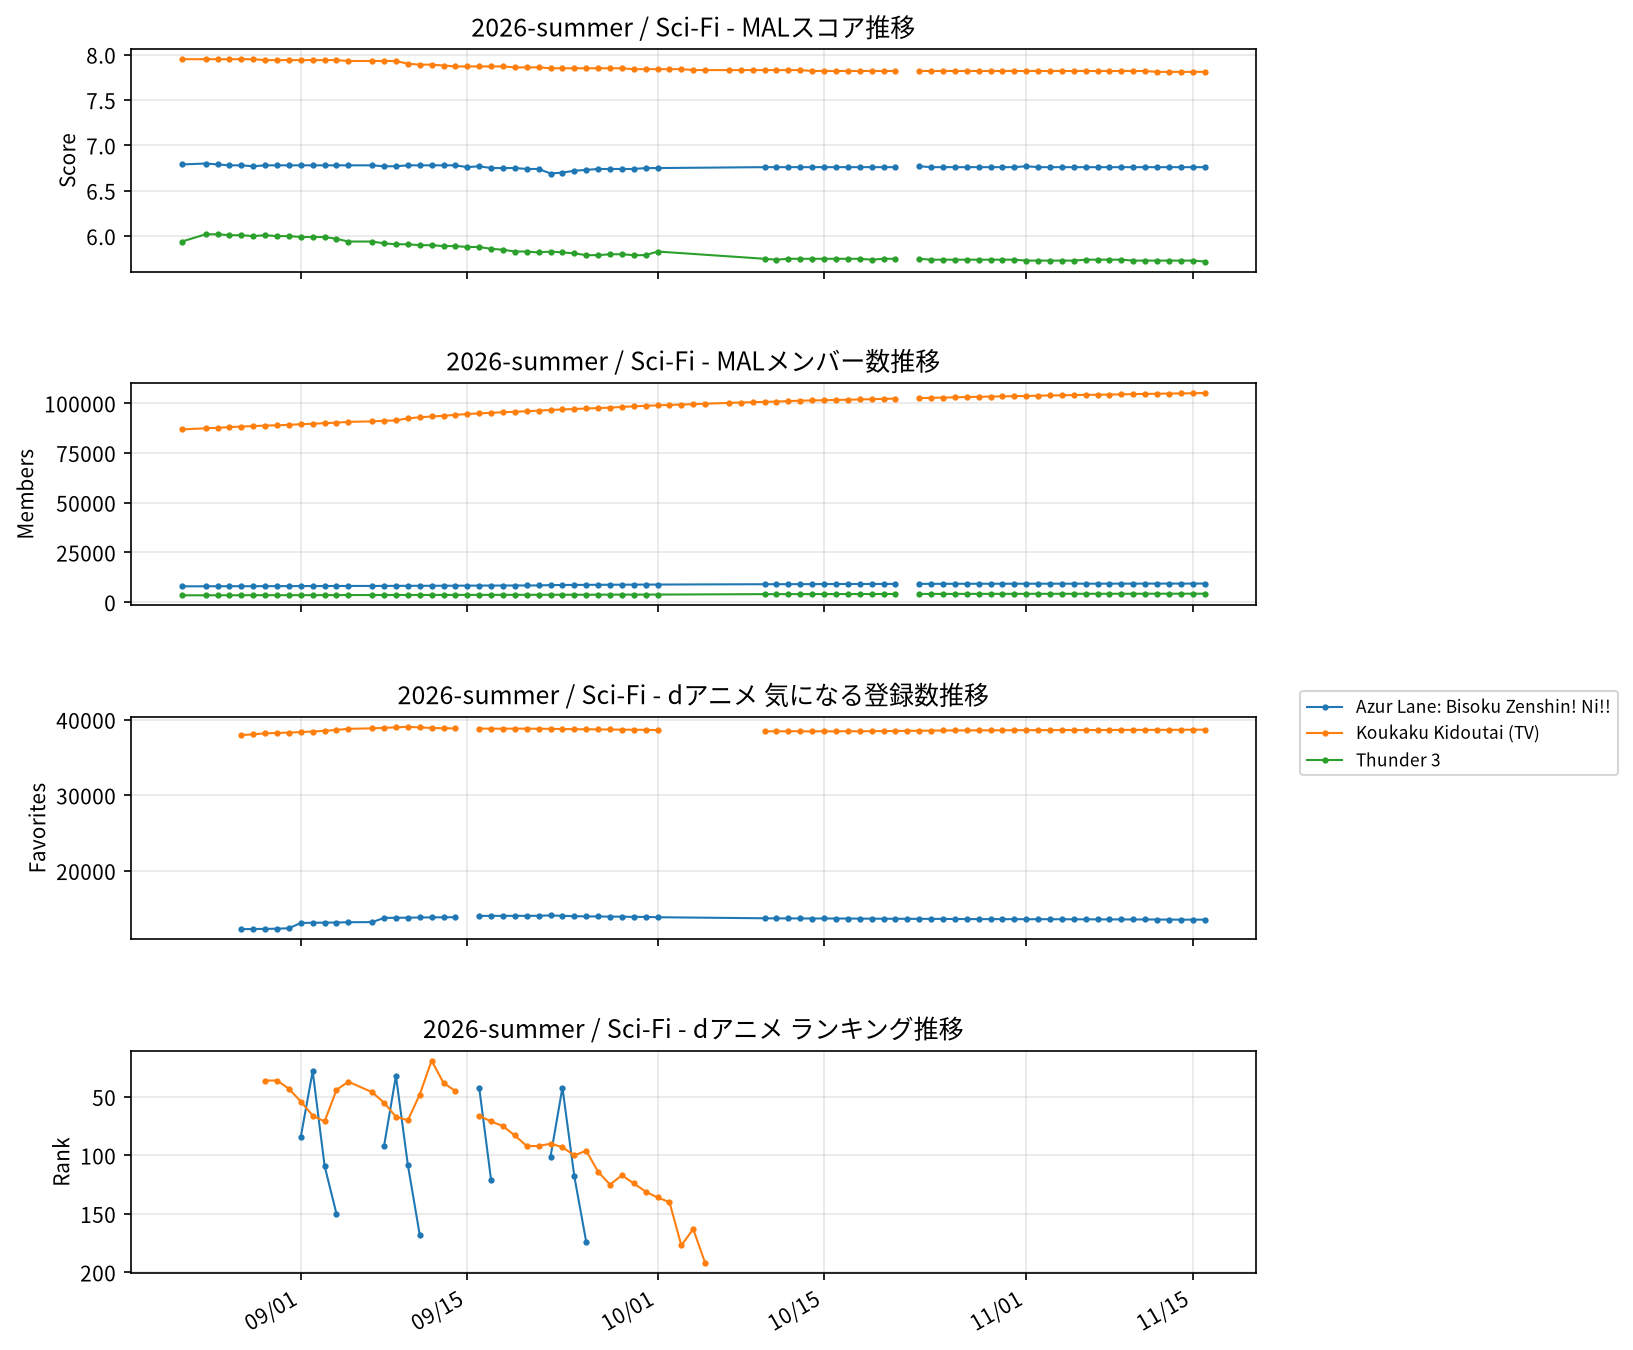 2026-summer / Sci-Fi - MALスコア推移
Score
8.0
7.5
7.0
6.5
6.0
2026-summer / Sci-Fi - MALメンバー数推移
Members
100000
75000
50000
25000
0
2026-summer / Sci-Fi - dアニメ 気になる登録数推移
Favorites
40000
30000
20000
Azur Lane: Bisoku Zenshin! Ni!!
Koukaku Kidoutai (TV)
Thunder 3
2026-summer / Sci-Fi - dアニメ ランキング推移
Rank
50
100
150
200
09/01
09/15
10/01
10/15
11/01
11/15